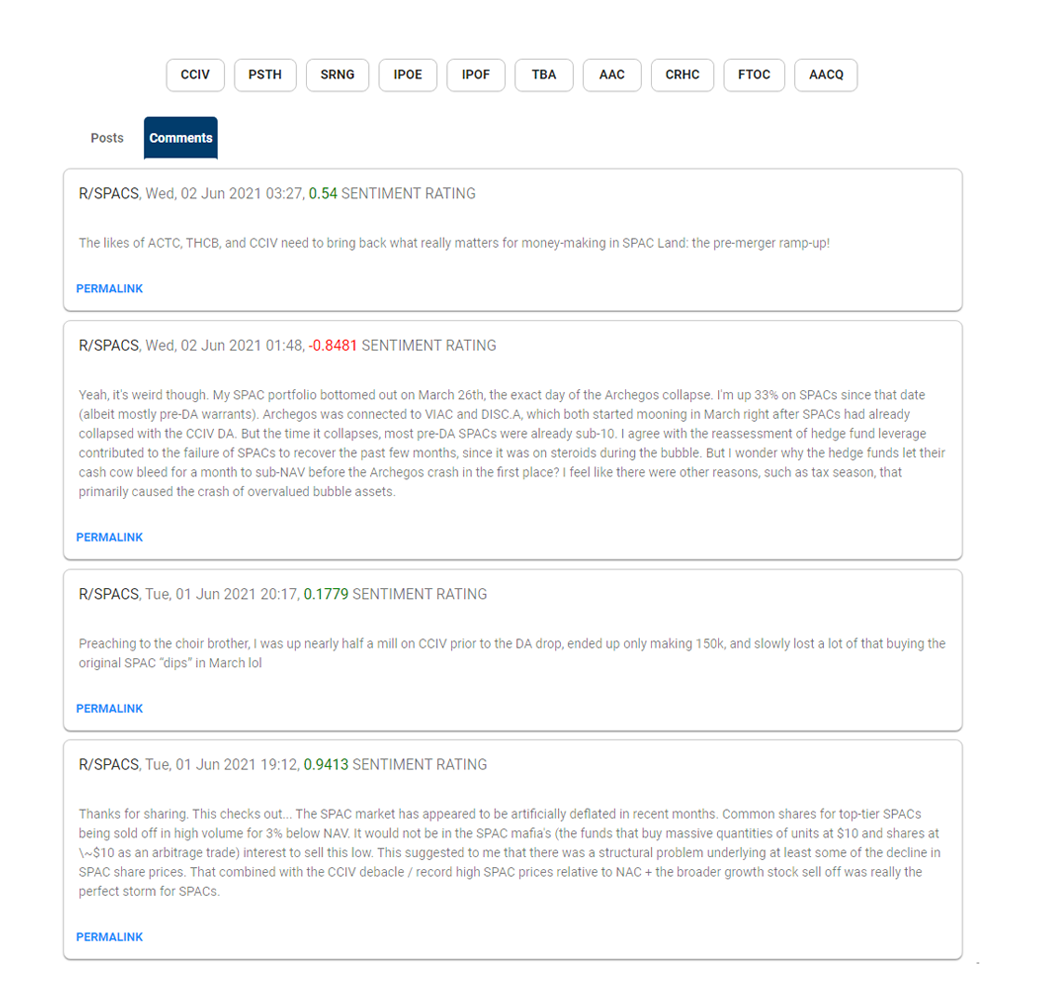 CCIV PSTH SRNG IPOE IPOF TBA AAC CRHC FTOC AACQ
Posts Comments
R/SPACS, Wed, 02 Jun 2021 03:27, 0.54 SENTIMENT RATING
The likes of ACTC, THCB, and CCIV need to bring back what really matters for money-making in SPAC Land: the pre-merger ramp-up!
PERMALINK
R/SPACS, Wed, 02 Jun 2021 01:48, -0.8481 SENTIMENT RATING
Yeah, it's weird though. My SPAC portfolio bottomed out on March 26th, the exact day of the Archegos collapse. I'm up 33% on SPACs since that date
(albeit mostly pre-DA warrants). Archegos was connected to VIAC and DISC.A, which both started mooning in March right after SPACs had already
collapsed with the CCIV DA. But the time it collapses, most pre-DA SPACs were already sub-10. I agree with the reassessment of hedge fund leverage
contributed to the failure of SPACs to recover the past few months, since it was on steroids during the bubble. But I wonder why the hedge funds let their
cash cow bleed for a month to sub-NAV before the Archegos crash in the first place? I feel like there were other reasons, such as tax season, that
primarily caused the crash of overvalued bubble assets.
PERMALINK
R/SPACS, Tue, 01 Jun 2021 20:17, 0.1779 SENTIMENT RATING
Preaching to the choir brother, I was up nearly half a mill on CCIV prior to the DA drop, ended up only making 150k, and slowly lost a lot of that buying the
original SPAC “dips” in March lol
PERMALINK
R/SPACS, Tue, 01 Jun 2021 19:12, 0.9413 SENTIMENT RATING
Thanks for sharing. This checks out... The SPAC market has appeared to be artificially deflated in recent months. Common shares for top-tier SPACs
being sold off in high volume for 3% below NAV. It would not be in the SPAC mafia's (the funds that buy massive quantities of units at $10 and shares at
\~$10 as an arbitrage trade) interest to sell this low. This suggested to me that there was a structural problem underlying at least some of the decline in
SPAC share prices. That combined with the CCIV debacle / record high SPAC prices relative to NAC + the broader growth stock sell off was really the
perfect storm for SPACs.
PERMALINK